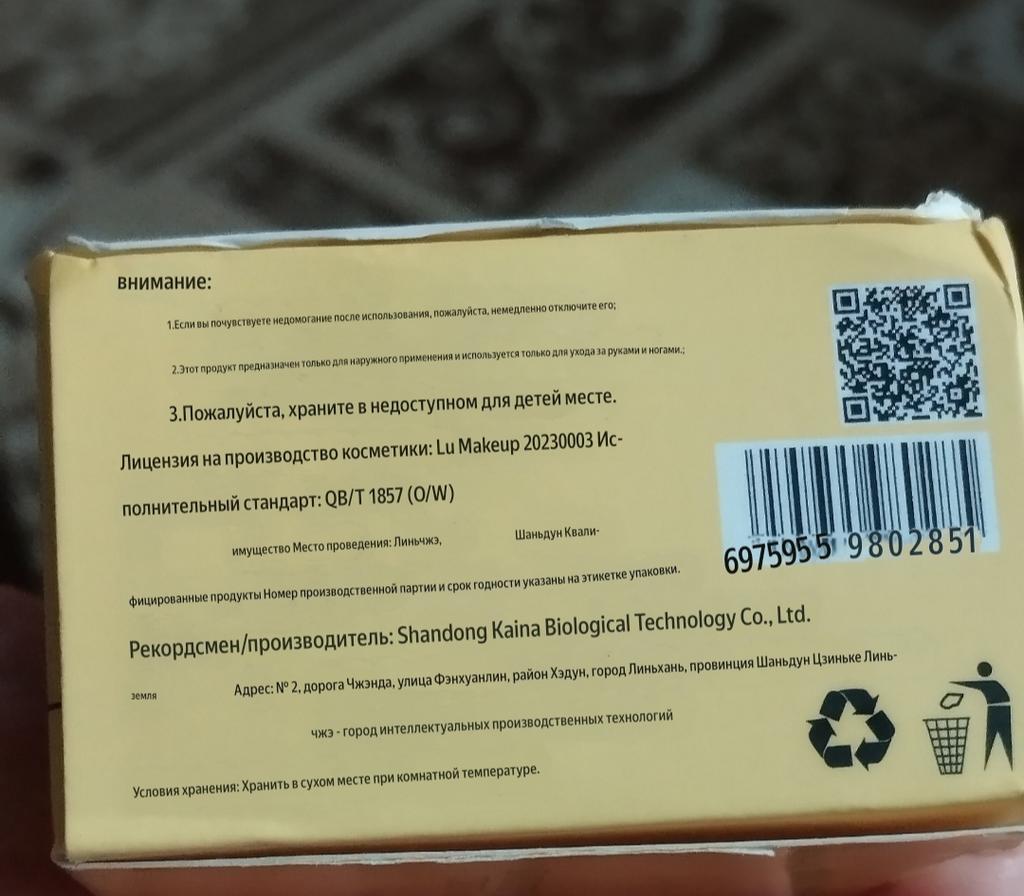 внимание:
1.Если вы почувствуете недомогание после использования, пожалуйста, немедленно отключите его;
2.Этот продукт предназначен только для наружного применения и используется только для ухода за руками и ногами.;
3.Пожалуйста, храните в недоступном для детей месте.
Лицензия на производство косметики: Lu Makeup 20230003 Ис-
полнительный стандарт: QB/T 1857 (O/W)
имущество Место проведения: Линьчжэ, Шаньдун Квали-
фицированные продукты Номер производственной партии и срок годности указаны на этикетке упаковки.
6975955 9802851
Рекордсмен/производитель: Shandong Kaina Biological Technology Co., Ltd.
земля Адрес: № 2, дорога Чжэнда, улица Фэнхуанлин, район Хэдун, город Линьхань, провинция Шаньдун Цзиньке Линь-
чжэ - город интеллектуальных производственных технологий
Условия хранения: Хранить в сухом месте при комнатной температуре.